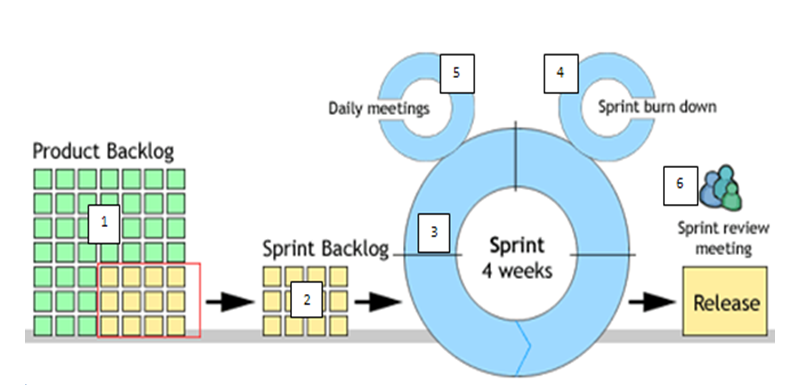 5
4
Daily meetings
Sprint burn down
Product Backlog
6
1
Sprint review
meeting
3
Sprint Backlog
Sprint
4 weeks
2
Release